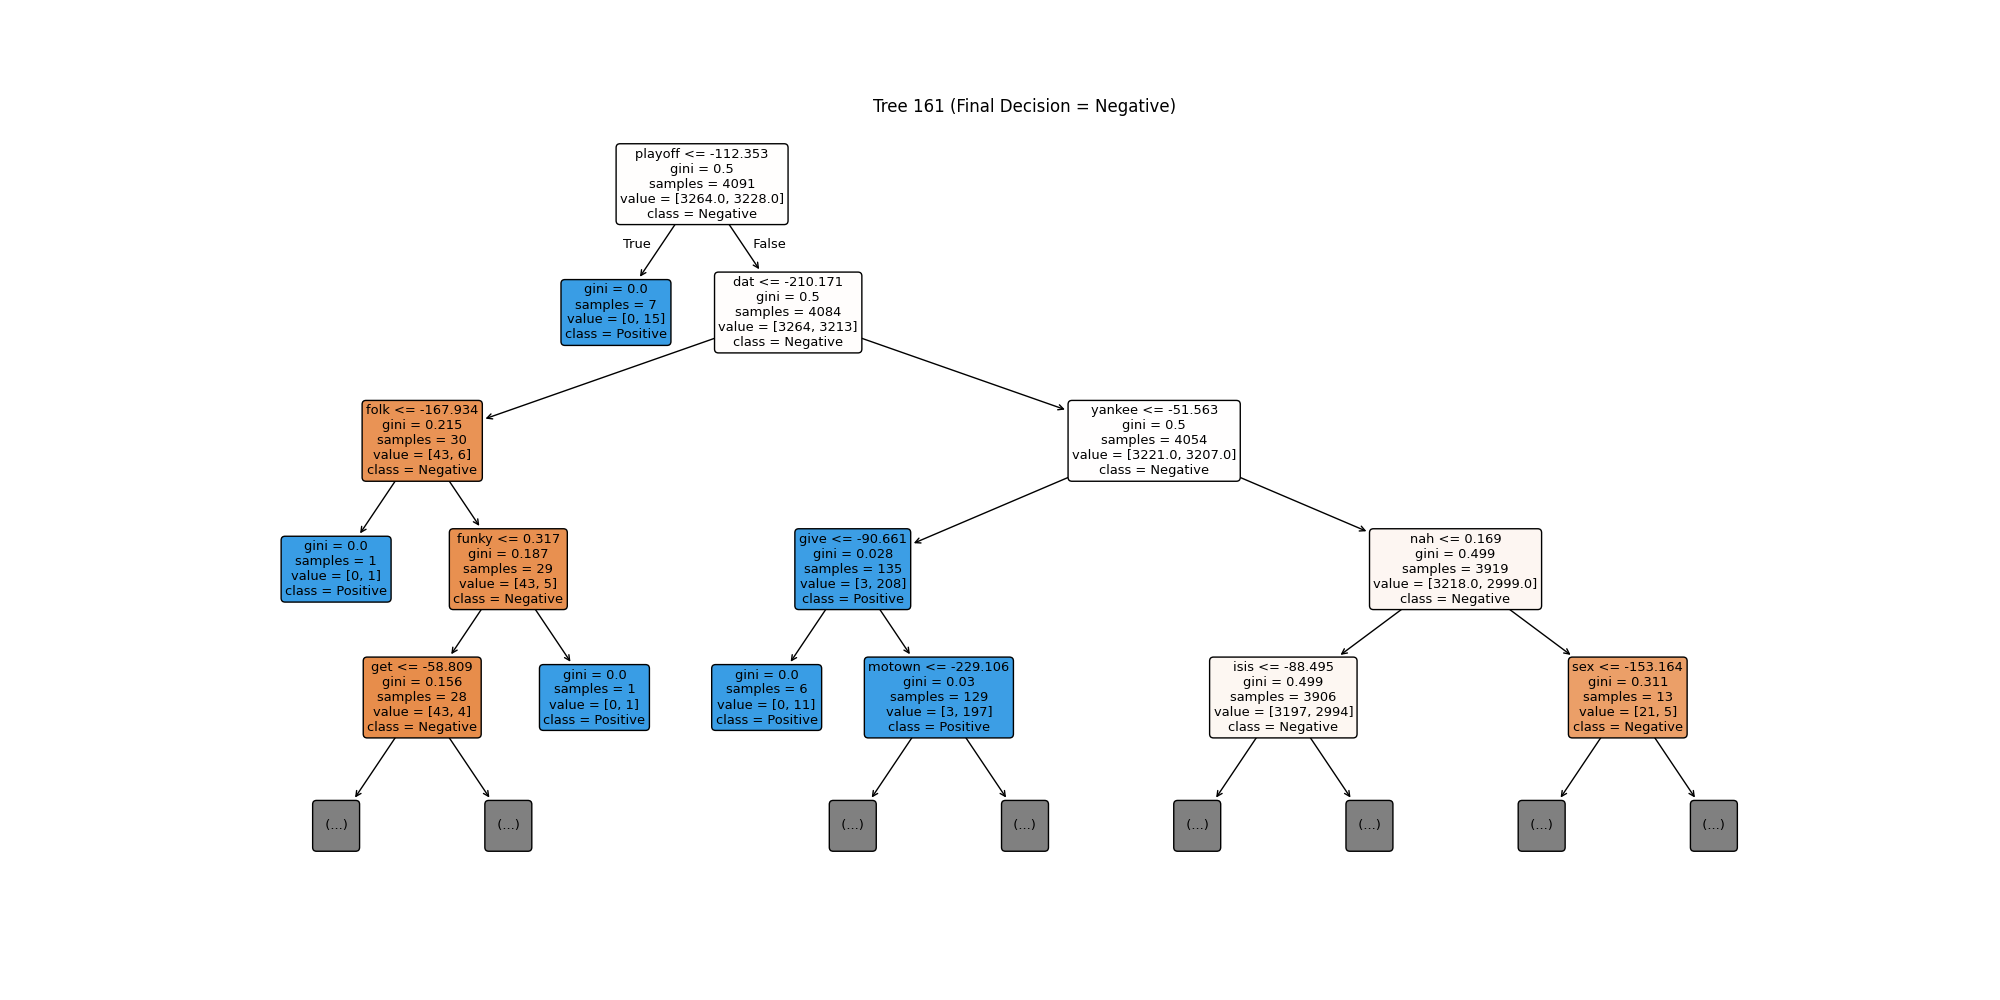 Tree 161 (Final Decision = Negative)
playoff <= -112.353
gini = 0.5
samples = 4091
value = [3264.0, 3228.0]
class = Negative
True
False
gini = 0.0
samples = 7
value = [0, 15]
class = Positive
dat <= -210.171
gini = 0.5
samples = 4084
value = [3264, 3213]
class = Negative
folk <= -167.934
gini = 0.215
samples = 30
value = [43, 6]
class = Negative
yankee <= -51.563
gini = 0.5
samples = 4054
value = [3221.0, 3207.0]
class = Negative
gini = 0.0
samples = 1
value = [0, 1]
class = Positive
funky <= 0.317
gini = 0.187
samples = 29
value = [43, 5]
class = Negative
give <= -90.661
gini = 0.028
samples = 135
value = [3, 208]
class = Positive
nah <= 0.169
gini = 0.499
samples = 3919
value = [3218.0, 2999.0]
class = Negative
get <= -58.809
gini = 0.156
samples = 28
value = [43, 4]
class = Negative
gini = 0.0
samples = 1
value = [0, 1]
class = Positive
gini = 0.0
samples = 6
value = [0, 11]
class = Positive
motown <= -229.106
gini = 0.03
samples = 129
value = [3, 197]
class = Positive
isis <= -88.495
gini = 0.499
samples = 3906
value = [3197, 2994]
class = Negative
sex <= -153.164
gini = 0.311
samples = 13
value = [21, 5]
class = Negative
(...)
(...)
(...)
(...)
(...)
(...)
(...)
(...)